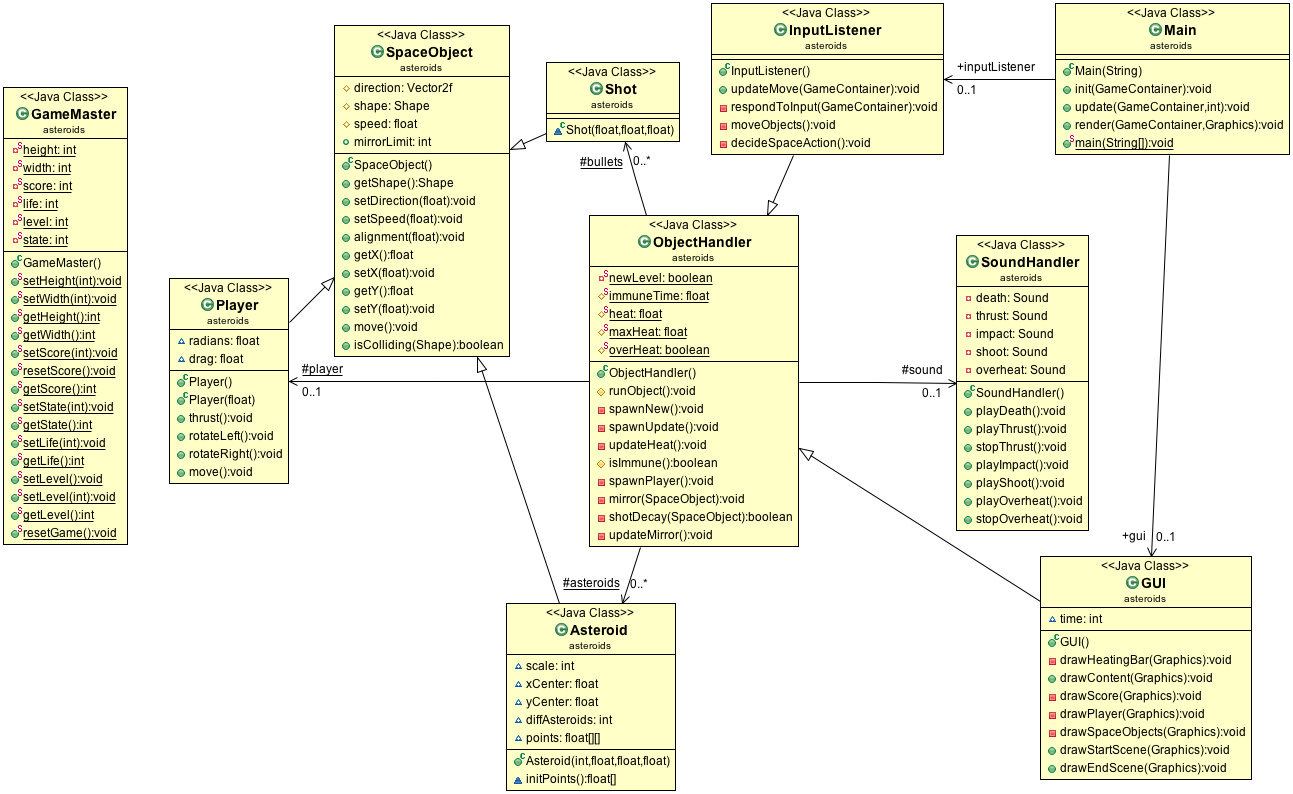 <<Java Class>>
GameMaster
asteroids
height: int
width: int
score: int
life: int
level: int
state: int
GameMaster()
setHeight(int):void
setWidth(int):void
getHeight():int
getWidth():int
setScore(int):void
resetScore():void
getScore():int
setState(int):void
getState():int
setLife(int):void
getLife():int
setLevel():void
setLevel(int):void
getLevel():int
resetGame():void
<<Java Class>>
Player
asteroids
radians: float
drag: float
Player()
Player(float)
thrust():void
rotateLeft():void
rotateRight():void
move():void
<<Java Class>>
SpaceObject
asteroids
direction: Vector2f
shape: Shape
speed: float
mirrorLimit: int
SpaceObject()
getShape():Shape
setDirection(float):void
setSpeed(float):void
alignment(float):void
getX():float
setX(float):void
getY():float
setY(float):void
move():void
isColliding(Shape):boolean
<<Java Class>>
Shot
asteroids
Shot(float,float,float)
#bullets
0..*
<<Java Class>>
InputListener
asteroids
InputListener()
updateMove(GameContainer):void
respondToInput(GameContainer):void
moveObjects():void
decideSpaceAction():void
+inputListener
0..1
<<Java Class>>
Main
asteroids
Main(String)
init(GameContainer):void
update(GameContainer,int):void
render(GameContainer,Graphics):void
main(String[]):void
<<Java Class>>
ObjectHandler
asteroids
newLevel: boolean
immuneTime: float
heat: float
maxHeat: float
overHeat: boolean
ObjectHandler()
runObject():void
spawnNew():void
spawnUpdate():void
updateHeat():void
isImmune():boolean
spawnPlayer():void
mirror(SpaceObject):void
shotDecay(SpaceObject):boolean
updateMirror():void
#player
0..1
#sound
0..1
<<Java Class>>
SoundHandler
asteroids
death: Sound
thrust: Sound
impact: Sound
shoot: Sound
overheat: Sound
SoundHandler()
playDeath():void
playThrust():void
stopThrust():void
playImpact():void
playShoot():void
playOverheat():void
stopOverheat():void
+gui
0..1
#asteroids
0..*
<<Java Class>>
Asteroid
asteroids
scale: int
xCenter: float
yCenter: float
diffAsteroids: int
points: float[][]
Asteroid(int,float,float,float)
initPoints():float[]
<<Java Class>>
GUI
asteroids
time: int
GUI()
drawHeatingBar(Graphics):void
drawContent(Graphics):void
drawScore(Graphics):void
drawPlayer(Graphics):void
drawSpaceObjects(Graphics):void
drawStartScene(Graphics):void
drawEndScene(Graphics):void